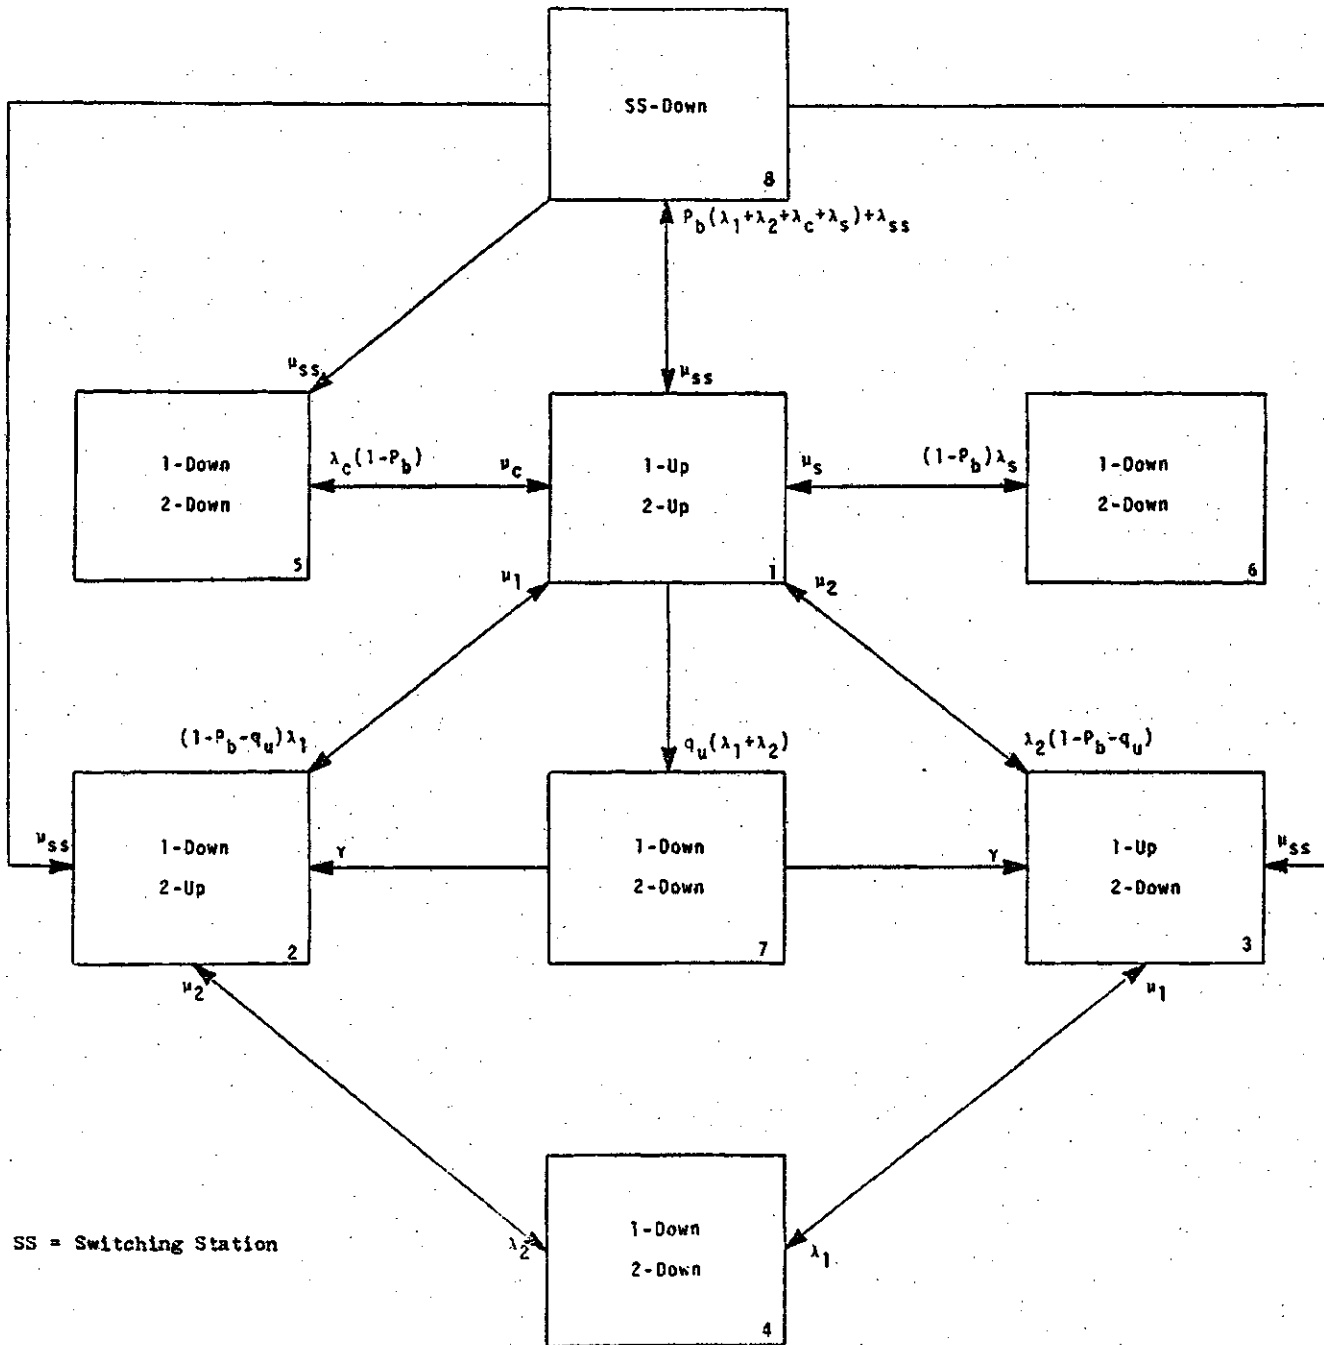 SS-Down
8
P_b(λ_1+λ_2+λ_c+λ_s)+λ_ss
μ_ss
μ_ss
1-Down
2-Down
5
λ_c(1-P_b)
μ_c
1-Up
2-Up
1
μ_s
(1-P_b)λ_s
1-Down
2-Down
6
μ_1
μ_2
(1-P_b-q_u)λ_1
q_u(λ_1+λ_2)
λ_2(1-P_b-q_u)
μ_ss
1-Down
2-Up
2
γ
1-Down
2-Down
7
γ
1-Up
2-Down
3
μ_ss
μ_2
μ_1
SS = Switching Station
λ_2
1-Down
2-Down
4
λ_1